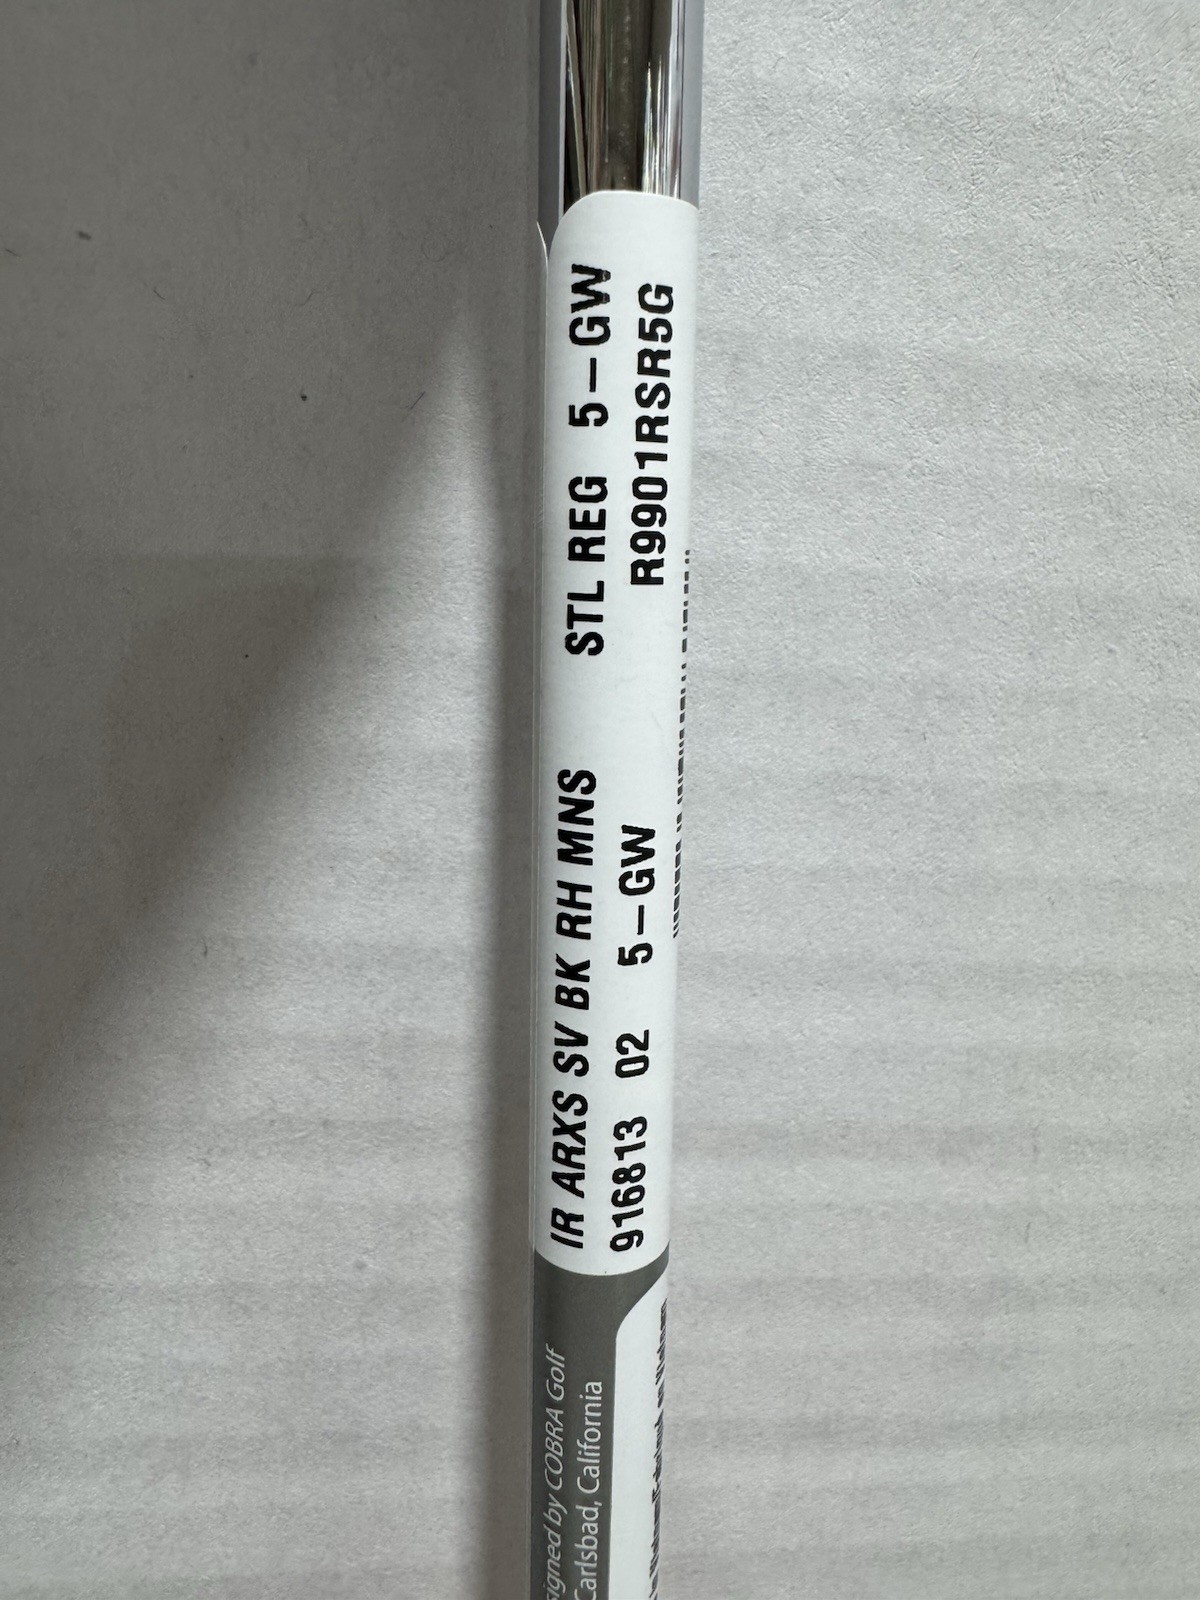 IR ARXS SV BK RH MNS STL REG 5-GW
916813 02 5-GW R9901RSR5G
signed by COBRA Golf
Carlsbad, California